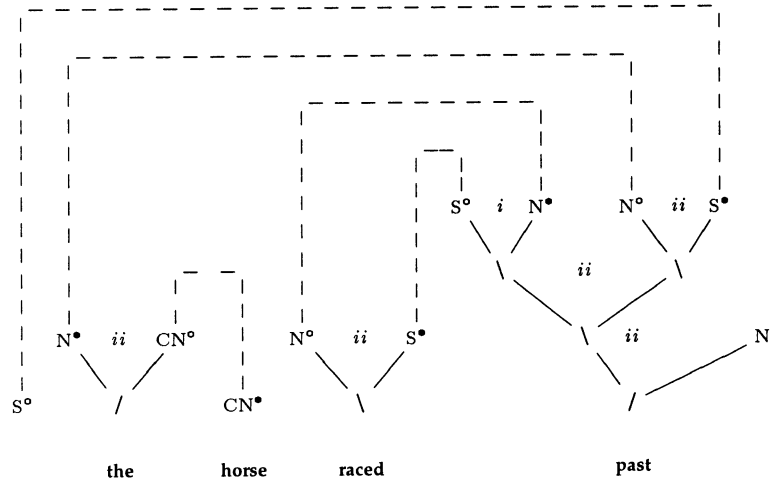 S° i N• N° ii S•
\ ii \
N• ii CN° N° ii S• \ ii N
S° / CN• \ /
the horse raced past